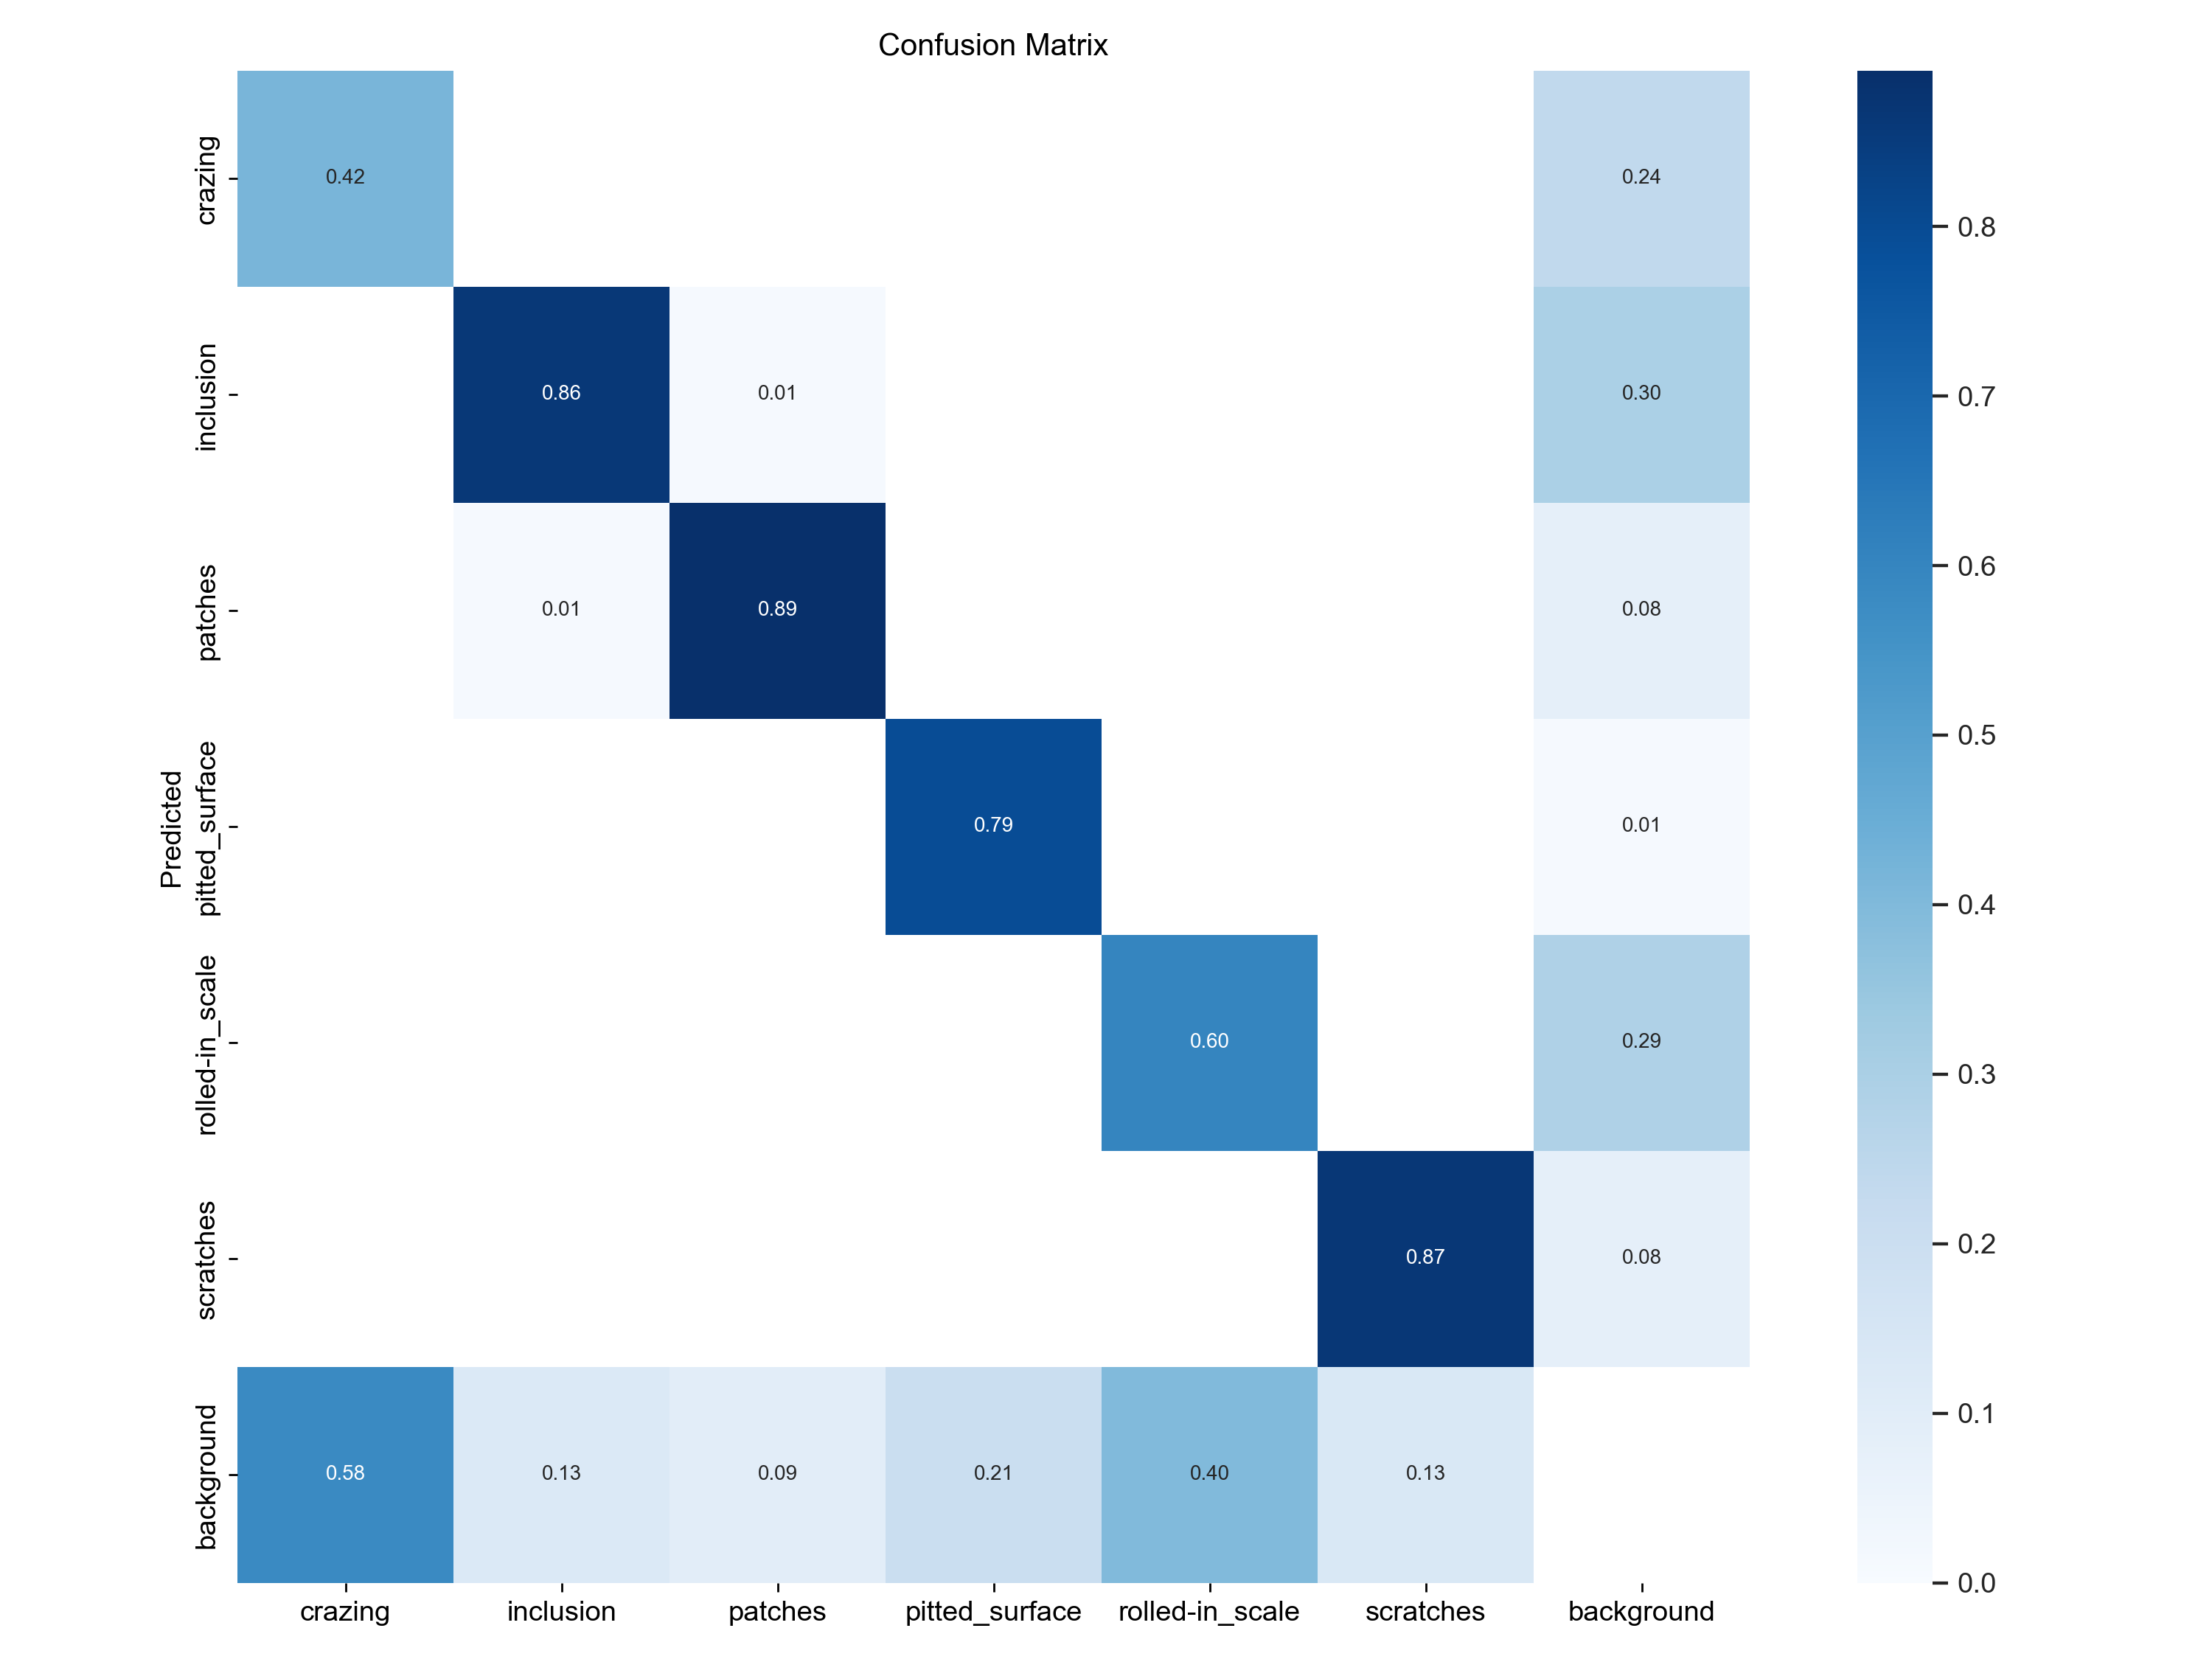 Confusion Matrix
crazing
0.42
0.24
inclusion
0.86
0.01
0.30
patches
0.01
0.89
0.08
Predicted
pitted_surface
0.79
0.01
rolled-in_scale
0.60
0.29
scratches
0.87
0.08
background
0.58
0.13
0.09
0.21
0.40
0.13
crazing
inclusion
patches
pitted_surface
rolled-in_scale
scratches
background
0.8
0.7
0.6
0.5
0.4
0.3
0.2
0.1
0.0